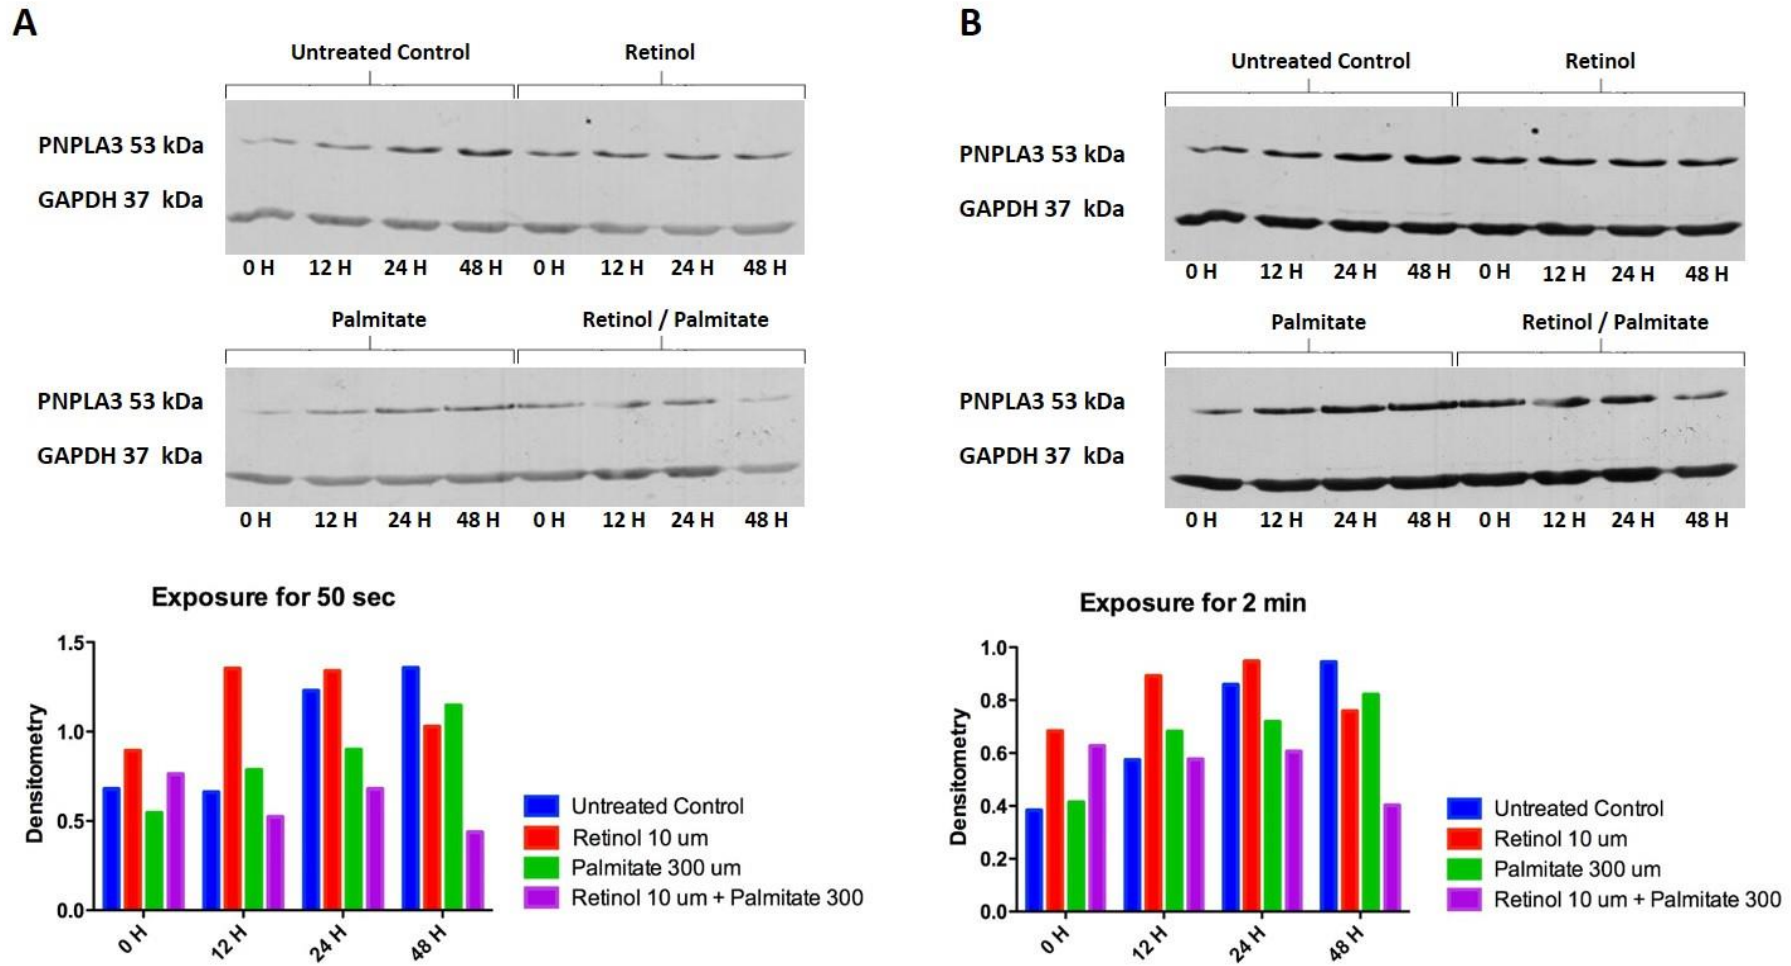 A
Untreated Control Retinol
PNPLA3 53 kDa
GAPDH 37 kDa
0 H 12 H 24 H 48 H 0 H 12 H 24 H 48 H
Palmitate Retinol / Palmitate
PNPLA3 53 kDa
GAPDH 37 kDa
0 H 12 H 24 H 48 H 0 H 12 H 24 H 48 H
Exposure for 50 sec
Densitometry
1.5
1.0
0.5
0.0
0 H 12 H 24 H 48 H
Untreated Control
Retinol 10 um
Palmitate 300 um
Retinol 10 um + Palmitate 300
B
Untreated Control Retinol
PNPLA3 53 kDa
GAPDH 37 kDa
0 H 12 H 24 H 48 H 0 H 12 H 24 H 48 H
Palmitate Retinol / Palmitate
PNPLA3 53 kDa
GAPDH 37 kDa
0 H 12 H 24 H 48 H 0 H 12 H 24 H 48 H
Exposure for 2 min
Densitometry
1.0
0.8
0.6
0.4
0.2
0.0
0 H 12 H 24 H 48 H
Untreated Control
Retinol 10 um
Palmitate 300 um
Retinol 10 um + Palmitate 300